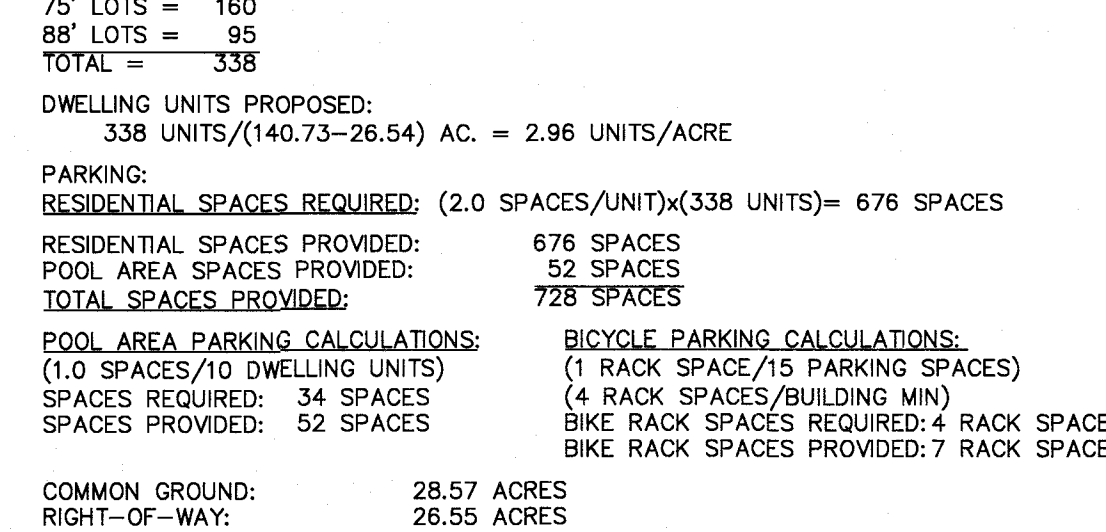 75' LOTS = 160
88' LOTS = 95
TOTAL = 338
DWELLING UNITS PROPOSED:
338 UNITS/(140.73–26.54) AC. = 2.96 UNITS/ACRE
PARKING:
RESIDENTIAL SPACES REQUIRED: (2.0 SPACES/UNIT)x(338 UNITS)= 676 SPACES
RESIDENTIAL SPACES PROVIDED: 676 SPACES
POOL AREA SPACES PROVIDED: 52 SPACES
TOTAL SPACES PROVIDED: 728 SPACES
POOL AREA PARKING CALCULATIONS: BICYCLE PARKING CALCULATIONS:
(1.0 SPACES/10 DWELLING UNITS) (1 RACK SPACE/15 PARKING SPACES)
SPACES REQUIRED: 34 SPACES (4 RACK SPACES/BUILDING MIN)
SPACES PROVIDED: 52 SPACES BIKE RACK SPACES REQUIRED: 4 RACK SPACE
BIKE RACK SPACES PROVIDED: 7 RACK SPACE
COMMON GROUND: 28.57 ACRES
RIGHT–OF–WAY: 26.55 ACRES